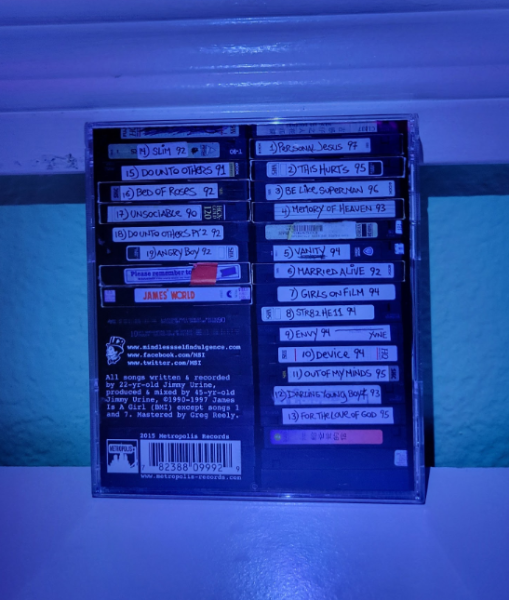 14) SLIM 92
15) DO UNTO OTHERS 91
16) BED OF ROSES 92
17) UNSOCIABLE 90
120
18) DO UNTO OTHERS PT 2 92
19) ANGRY BOY 92
Please remember to
JAMES WORLD
www.mindlessselfindulgence.com
www.facebook.com/MSI
www.twitter.com/MSI
All songs written & recorded
by 22-yr-old Jimmy Urine,
produced & mixed by 45-yr-old
Jimmy Urine, ©1990-1997 James
Is A Girl (BMI) except songs 1
and 7. Mastered by Greg Reely.
2015 Metropolis Records
METROPOLIS
7 82388 09992 9
www.metropolis-records.com
1) PERSONAL JESUS 97
2) THIS HURTS 95
3) BE LIKE SUPERMAN 96
4) MEMORY OF HEAVEN 93
5) VANITY 94
6) MARRIED ALIVE 92
7) GIRLS ON FILM 94
8) STR82 HE11 94
9) ENVY 94
10) DEVICE 94
11) OUT OF MY MINDS 95
12) DARLING YOUNG BOY 93
13) FOR THE LOVE OF GOD 95